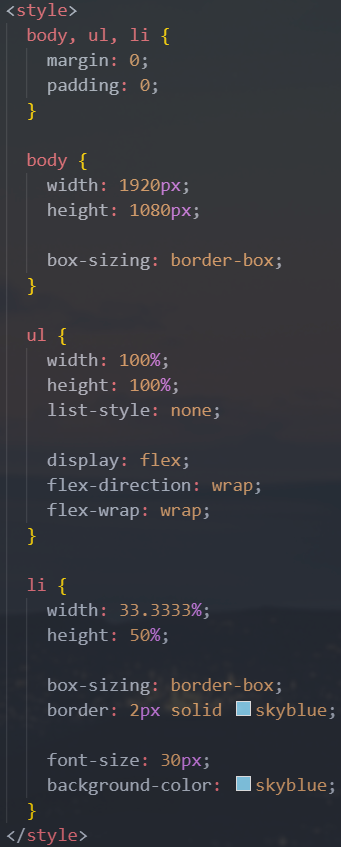 <style>
body, ul, li {
margin: 0;
padding: 0;
}
body {
width: 1920px;
height: 1080px;
box-sizing: border-box;
}
ul {
width: 100%;
height: 100%;
list-style: none;
display: flex;
flex-direction: wrap;
flex-wrap: wrap;
}
li {
width: 33.3333%;
height: 50%;
box-sizing: border-box;
border: 2px solid skyblue;
font-size: 30px;
background-color: skyblue;
}
</style>